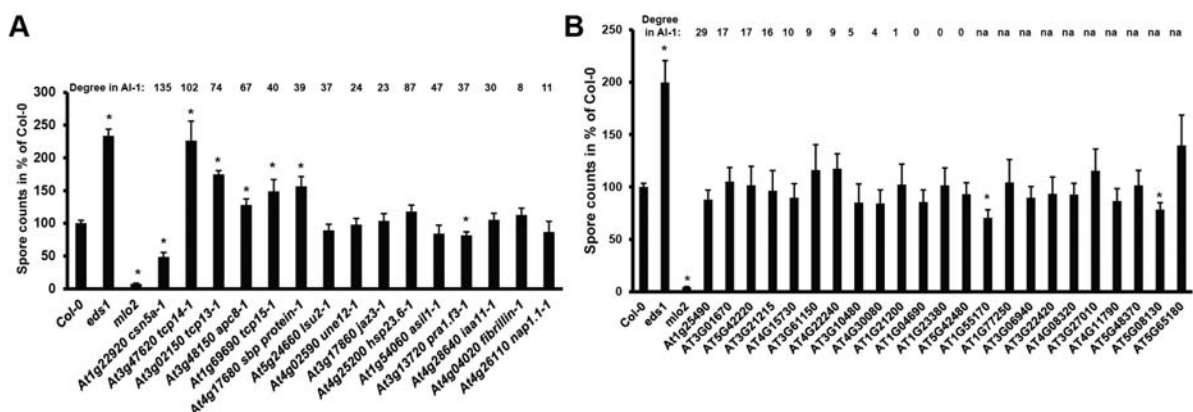 A
Degree in AI-1: 135 102 74 67 40 39 37 24 23 87 47 37 30 8 11
Spore counts in % of Col-0
300
250
200
150
100
50
0
* * * * * * * * * *
Col-0
eds1
mlo2
At1g22920 csn5a-1
At3g47620 tcp14-1
At3g02150 tcp13-1
At3g48150 apc8-1
At1g69690 tcp15-1
At4g17680 sbp protein-1
At5g24660 lsu2-1
At4g02590 une12-1
At3g17860 jaz3-1
At4g25200 hsp23.6-1
At1g54060 asil1-1
At3g13720 pra1.f3-1
At4g28640 iaa11-1
At4g04020 fibrillin-1
At4g26110 nap1.1-1
B
Degree
in AI-1: 29 17 17 16 10 9 9 5 4 1 0 0 0 na na na na na na na na na na
Spore counts in % of Col-0
250
200
150
100
50
0
* * * *
Col-0
eds1
mlo2
At1g25490
AT3G01670
AT5G42220
AT3G21215
AT4G15730
AT3G61150
AT4G22240
AT3G10480
AT4G30080
AT1G21200
AT1G04690
AT1G23380
AT5G42480
AT1G55170
AT1G77250
AT3G06940
AT3G22420
AT4G08320
AT3G27010
AT4G11790
AT5G48370
AT5G08130
AT5G65180